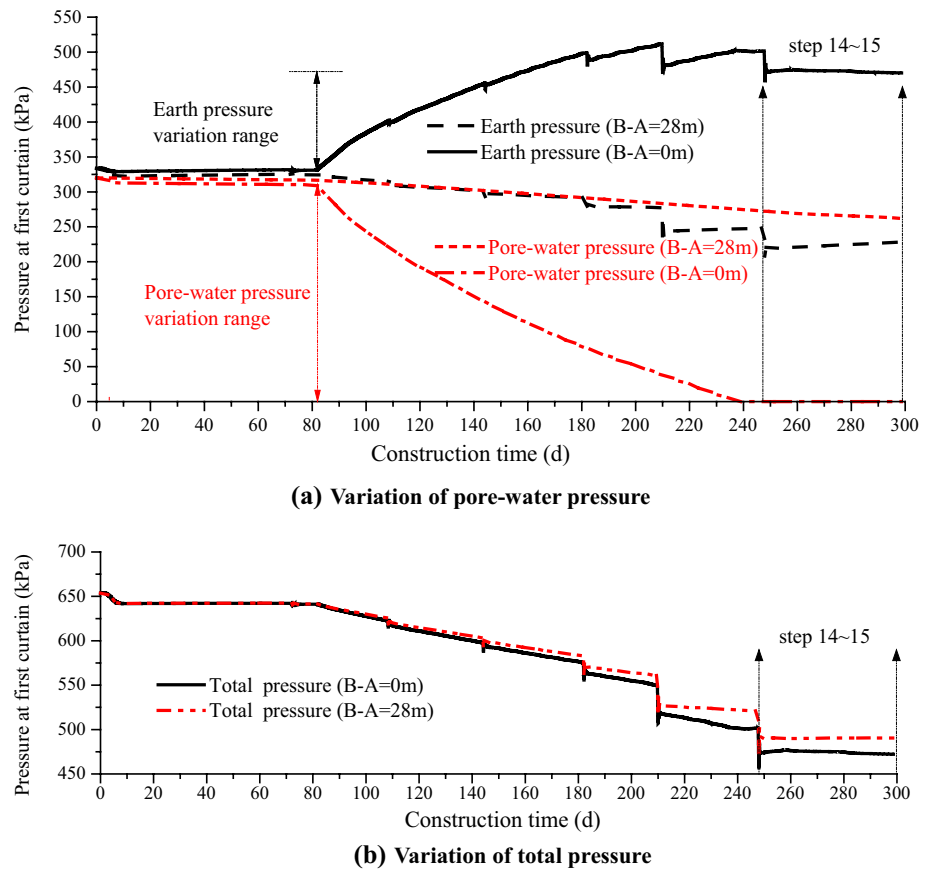 550
500
450
400
350
300
250
200
150
100
50
0
Pressure at first curtain (kPa)
step 14~15
Earth pressure
variation range
Earth pressure (B-A=28m)
Earth pressure (B-A=0m)
Pore-water pressure (B-A=28m)
Pore-water pressure (B-A=0m)
Pore-water pressure
variation range
0 20 40 60 80 100 120 140 160 180 200 220 240 260 280 300
Construction time (d)
(a) Variation of pore-water pressure
700
650
600
550
500
450
Pressure at first curtain (kPa)
step 14~15
Total pressure (B-A=0m)
Total pressure (B-A=28m)
0 20 40 60 80 100 120 140 160 180 200 220 240 260 280 300
Construction time (d)
(b) Variation of total pressure